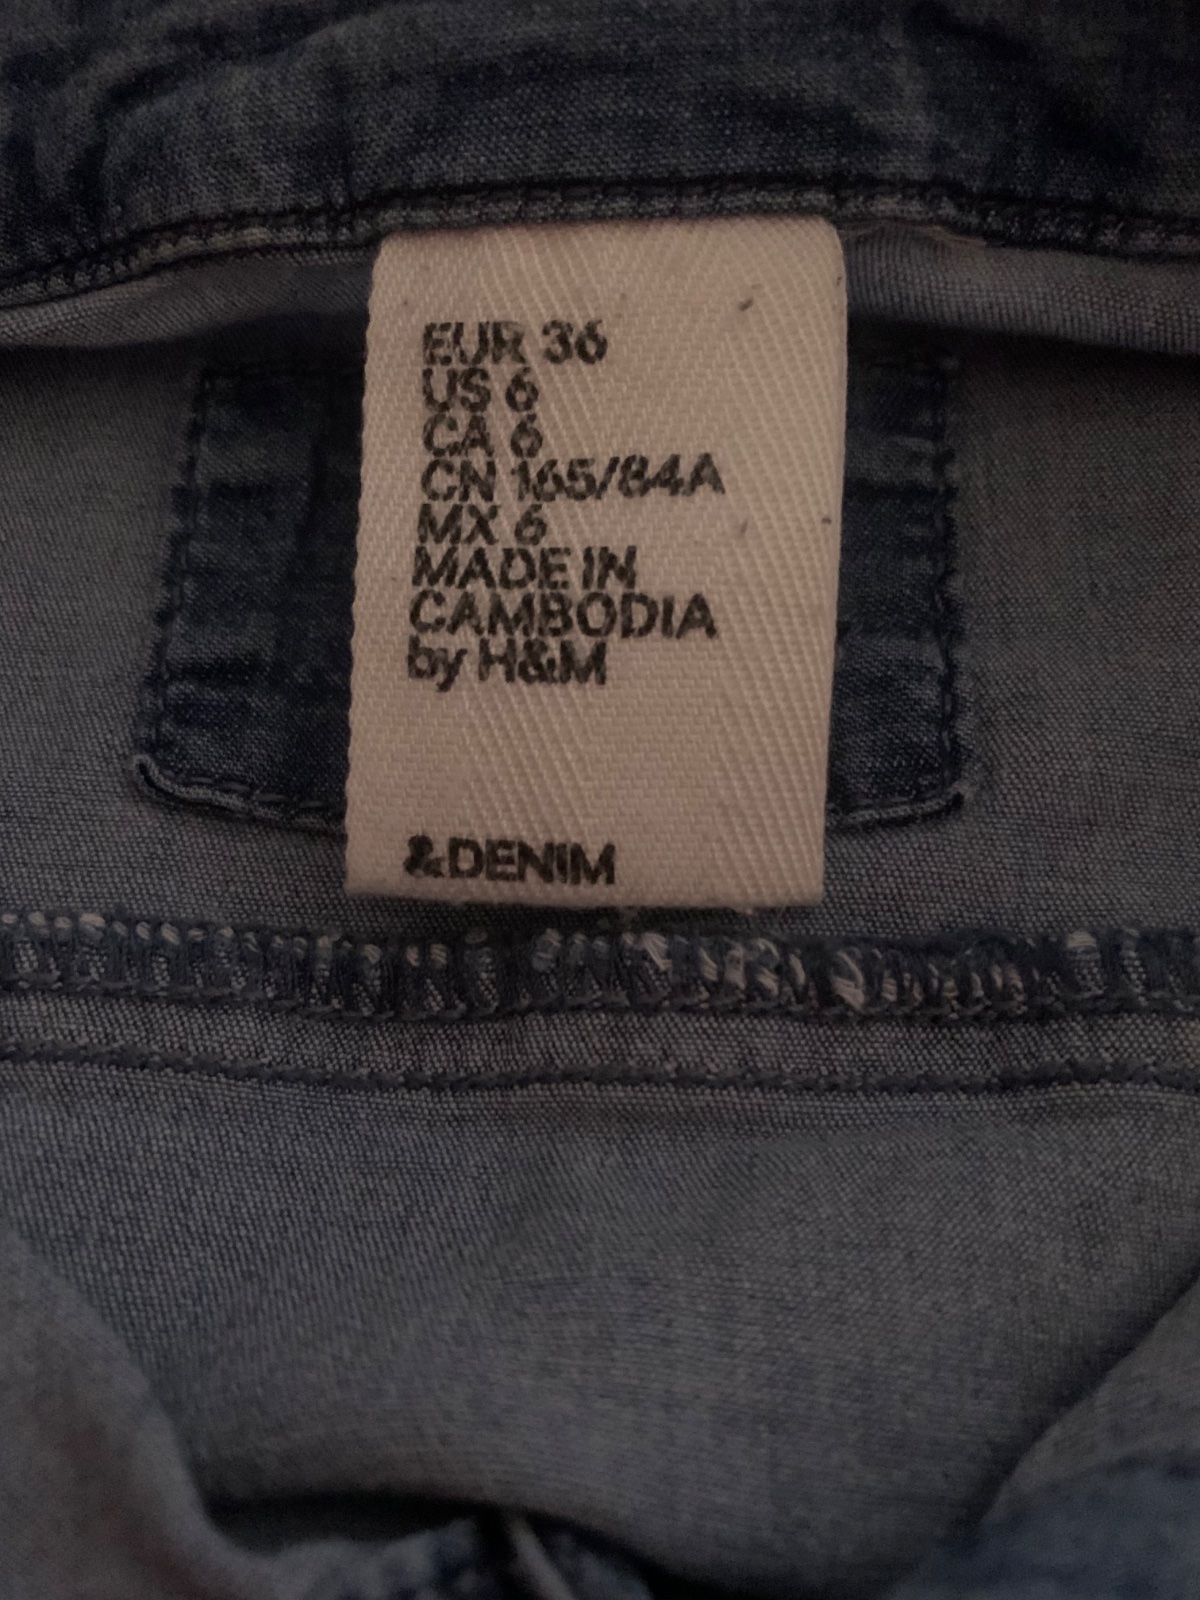 EUR 36
US 6
CA 6
CN 165/84A
MX 6
MADE IN
CAMBODIA
by H&M
&DENIM